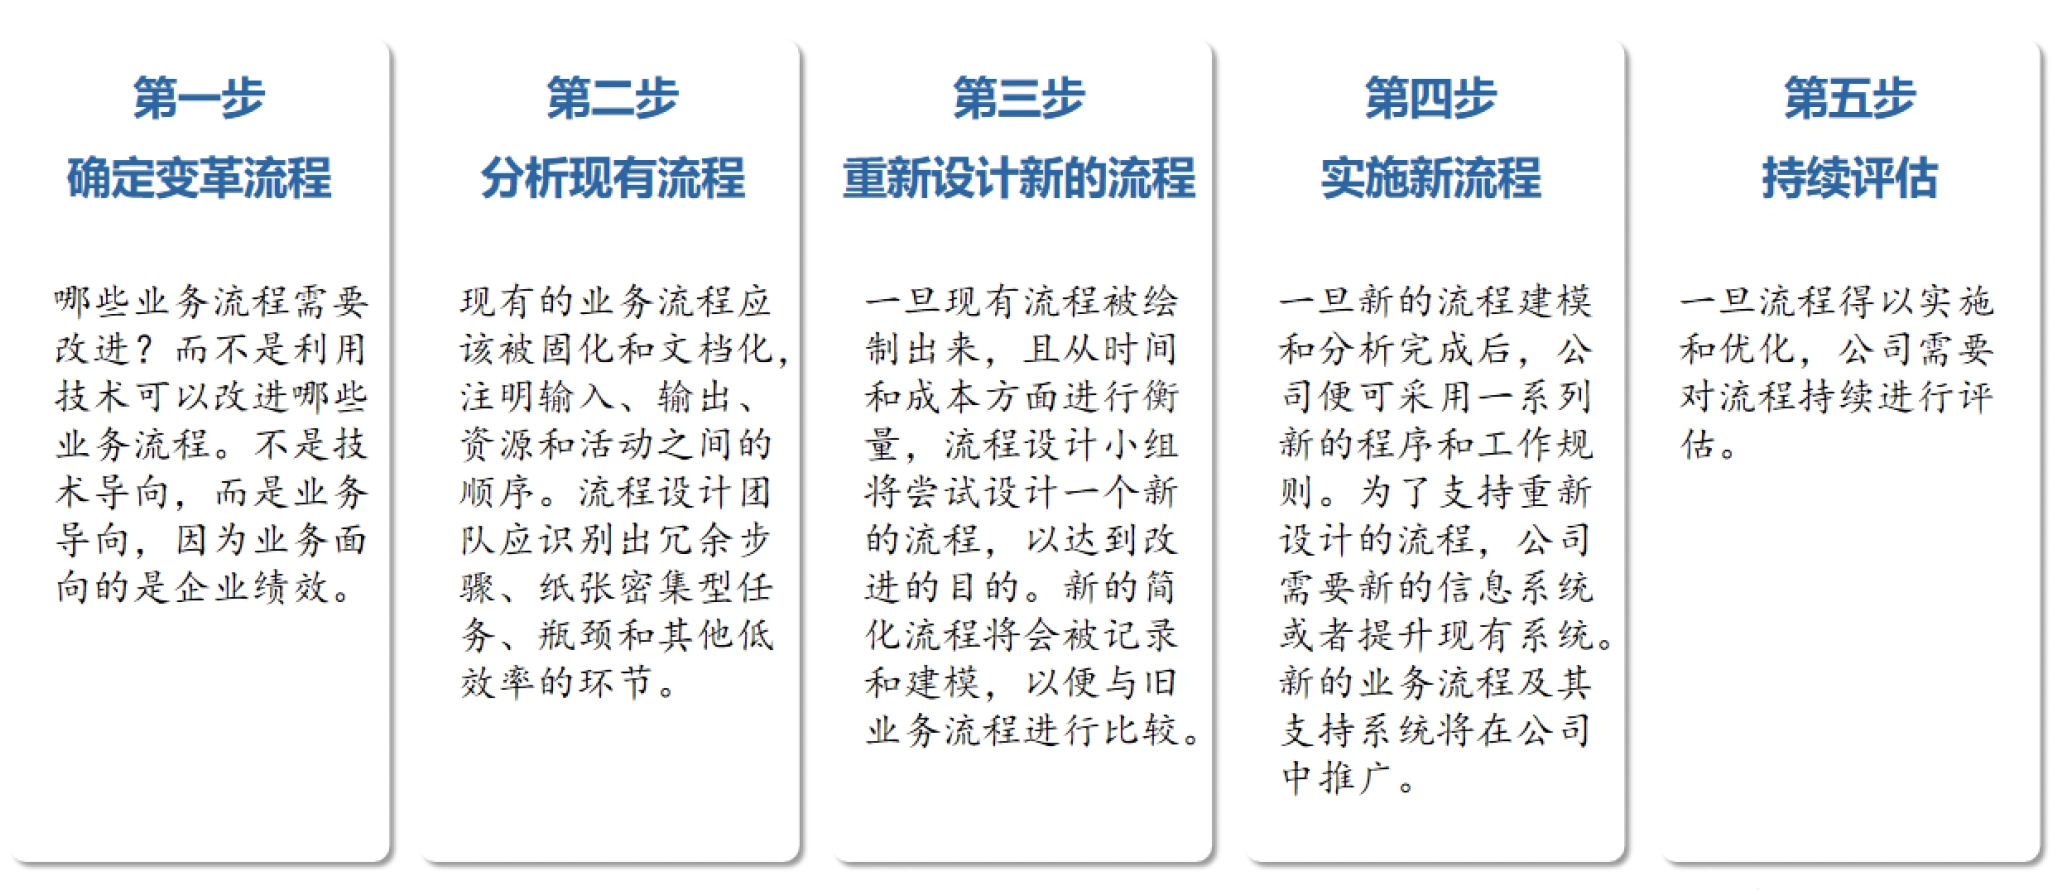 第一步
确定变革流程
哪些业务流程需要
改进？而不是利用
技术可以改进哪些
业务流程。不是技
术导向，而是业务
导向，因为业务面
向的是企业绩效。
第二步
分析现有流程
现有的业务流程应
该被固化和文档化，
注明输入、输出、
资源和活动之间的
顺序。流程设计团
队应识别出冗余步
骤、纸张密集型任
务、瓶颈和其他低
效率的环节。
第三步
重新设计新的流程
一旦现有流程被绘
制出来，且从时间
和成本方面进行衡
量，流程设计小组
将尝试设计一个新
的流程，以达到改
进的目的。新的简
化流程将会被记录
和建模，以便与旧
业务流程进行比较。
第四步
实施新流程
一旦新的流程建模
和分析完成后，公
司便可采用一系列
新的程序和工作规
则。为了支持重新
设计的流程，公司
需要新的信息系统
或者提升现有系统。
新的业务流程及其
支持系统将在公司
中推广。
第五步
持续评估
一旦流程得以实施
和优化，公司需要
对流程持续进行评
估。